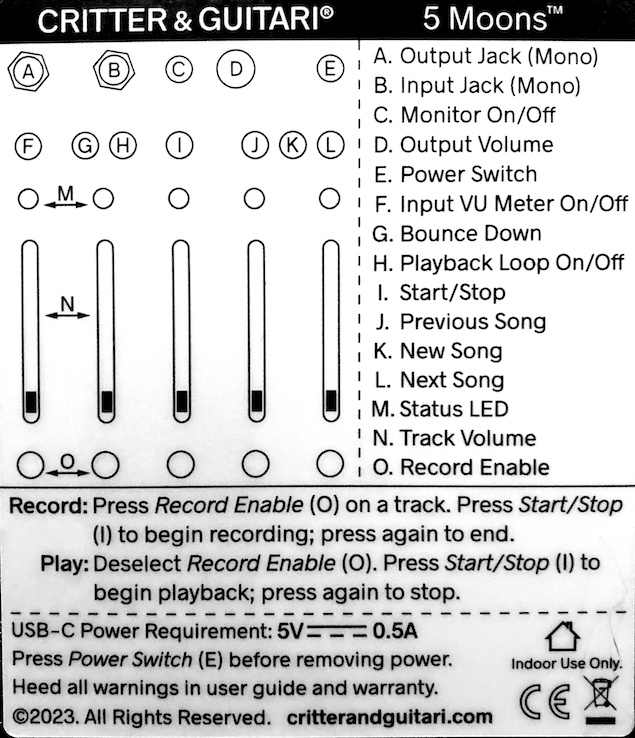 CRITTER & GUITARI® 5 Moons™
A B C D E
F G H I J K L
M
N
O
A. Output Jack (Mono)
B. Input Jack (Mono)
C. Monitor On/Off
D. Output Volume
E. Power Switch
F. Input VU Meter On/Off
G. Bounce Down
H. Playback Loop On/Off
I. Start/Stop
J. Previous Song
K. New Song
L. Next Song
M. Status LED
N. Track Volume
O. Record Enable
Record: Press Record Enable (O) on a track. Press Start/Stop
(I) to begin recording; press again to end.
Play: Deselect Record Enable (O). Press Start/Stop (I) to
begin playback; press again to stop.
USB-C Power Requirement: 5V⎓0.5A
Press Power Switch (E) before removing power.
Heed all warnings in user guide and warranty.
©2023. All Rights Reserved. critterandguitari.com
Indoor Use Only.
CE